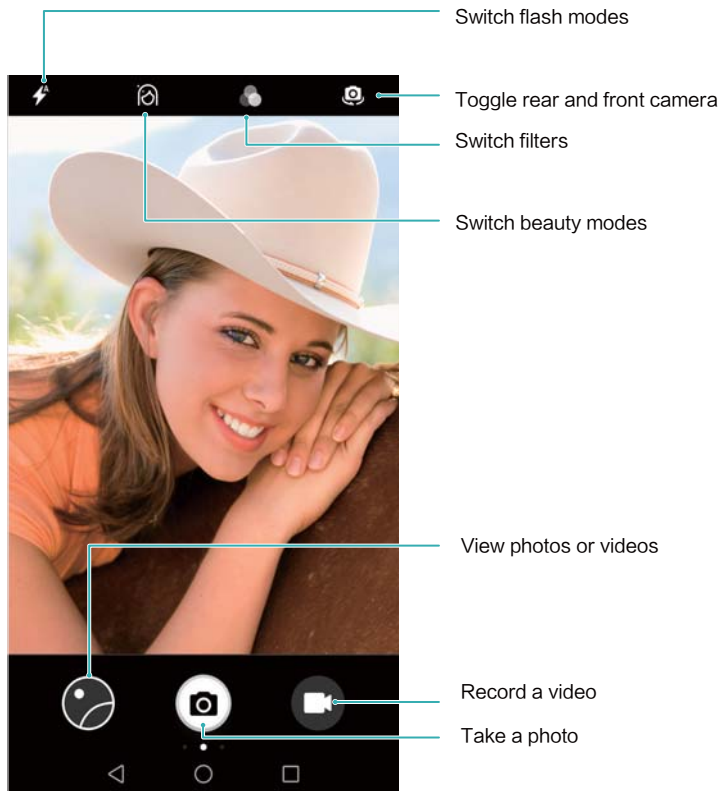 Switch flash modes
A
Toggle rear and front camera
Switch filters
Switch beauty modes
View photos or videos
Record a video
Take a photo